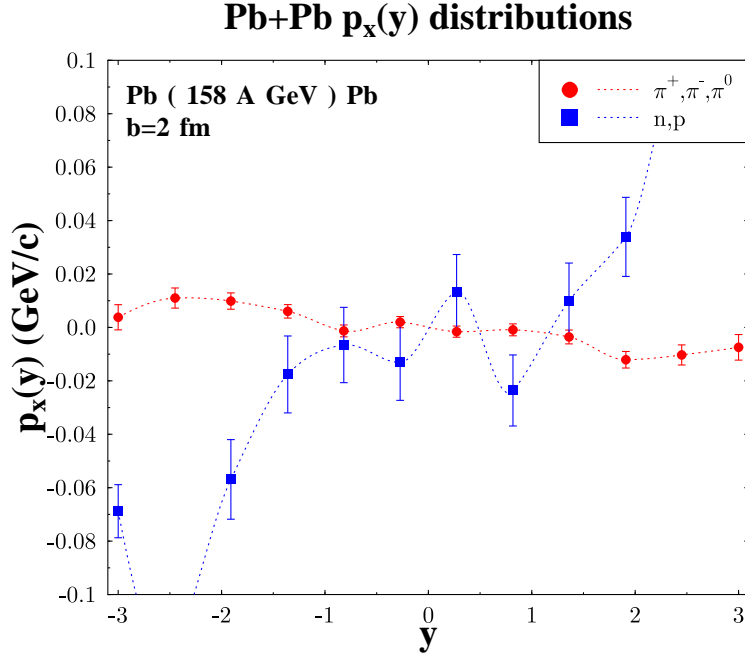 Pb+Pb pₓ(y) distributions
Pb ( 158 A GeV ) Pb
b=2 fm
π⁺,π⁻,π⁰
n,p
pₓ(y) (GeV/c)
0.1
0.08
0.06
0.04
0.02
0.0
-0.02
-0.04
-0.06
-0.08
-0.1
-3 -2 -1 0 1 2 3
y